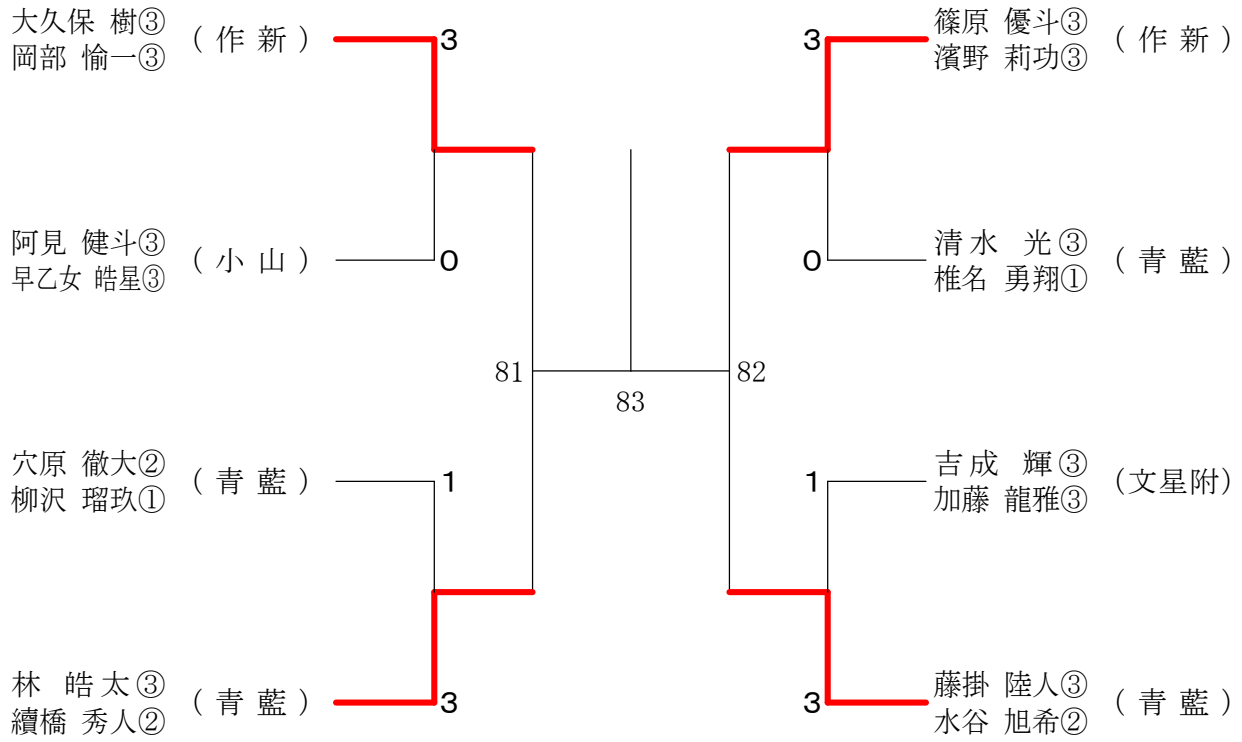 大久保 樹③
岡部 愉一③
(作新)
3
阿見 健斗③
早乙女 皓星③
(小山)
0
穴原 徹大②
柳沢 瑠玖①
(青藍)
1
林 皓太③
續橋 秀人②
(青藍)
3
81
83
82
3
篠原 優斗③
濱野 莉功③
(作新)
0
清水 光③
椎名 勇翔①
(青藍)
1
吉成 輝③
加藤 龍雅③
(文星附)
3
藤掛 陸人③
水谷 旭希②
(青藍)